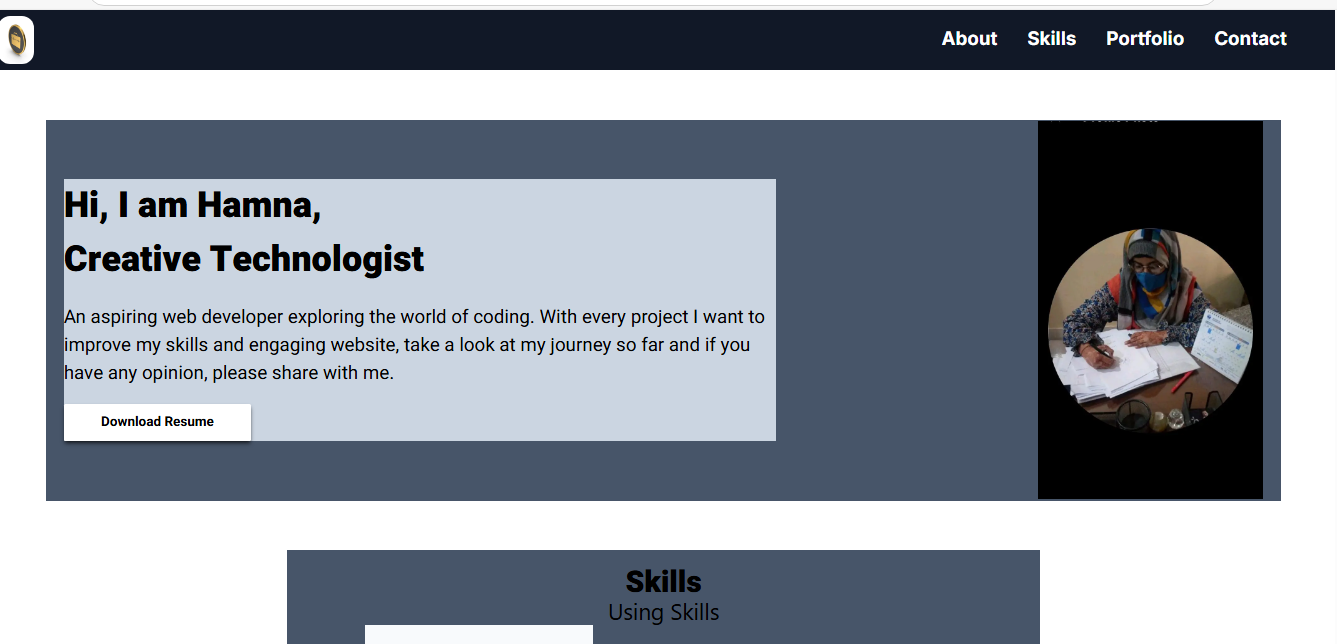 About Skills Portfolio Contact
Hi, I am Hamna,
Creative Technologist
An aspiring web developer exploring the world of coding. With every project I want to
improve my skills and engaging website, take a look at my journey so far and if you
have any opinion, please share with me.
Download Resume
Skills
Using Skills